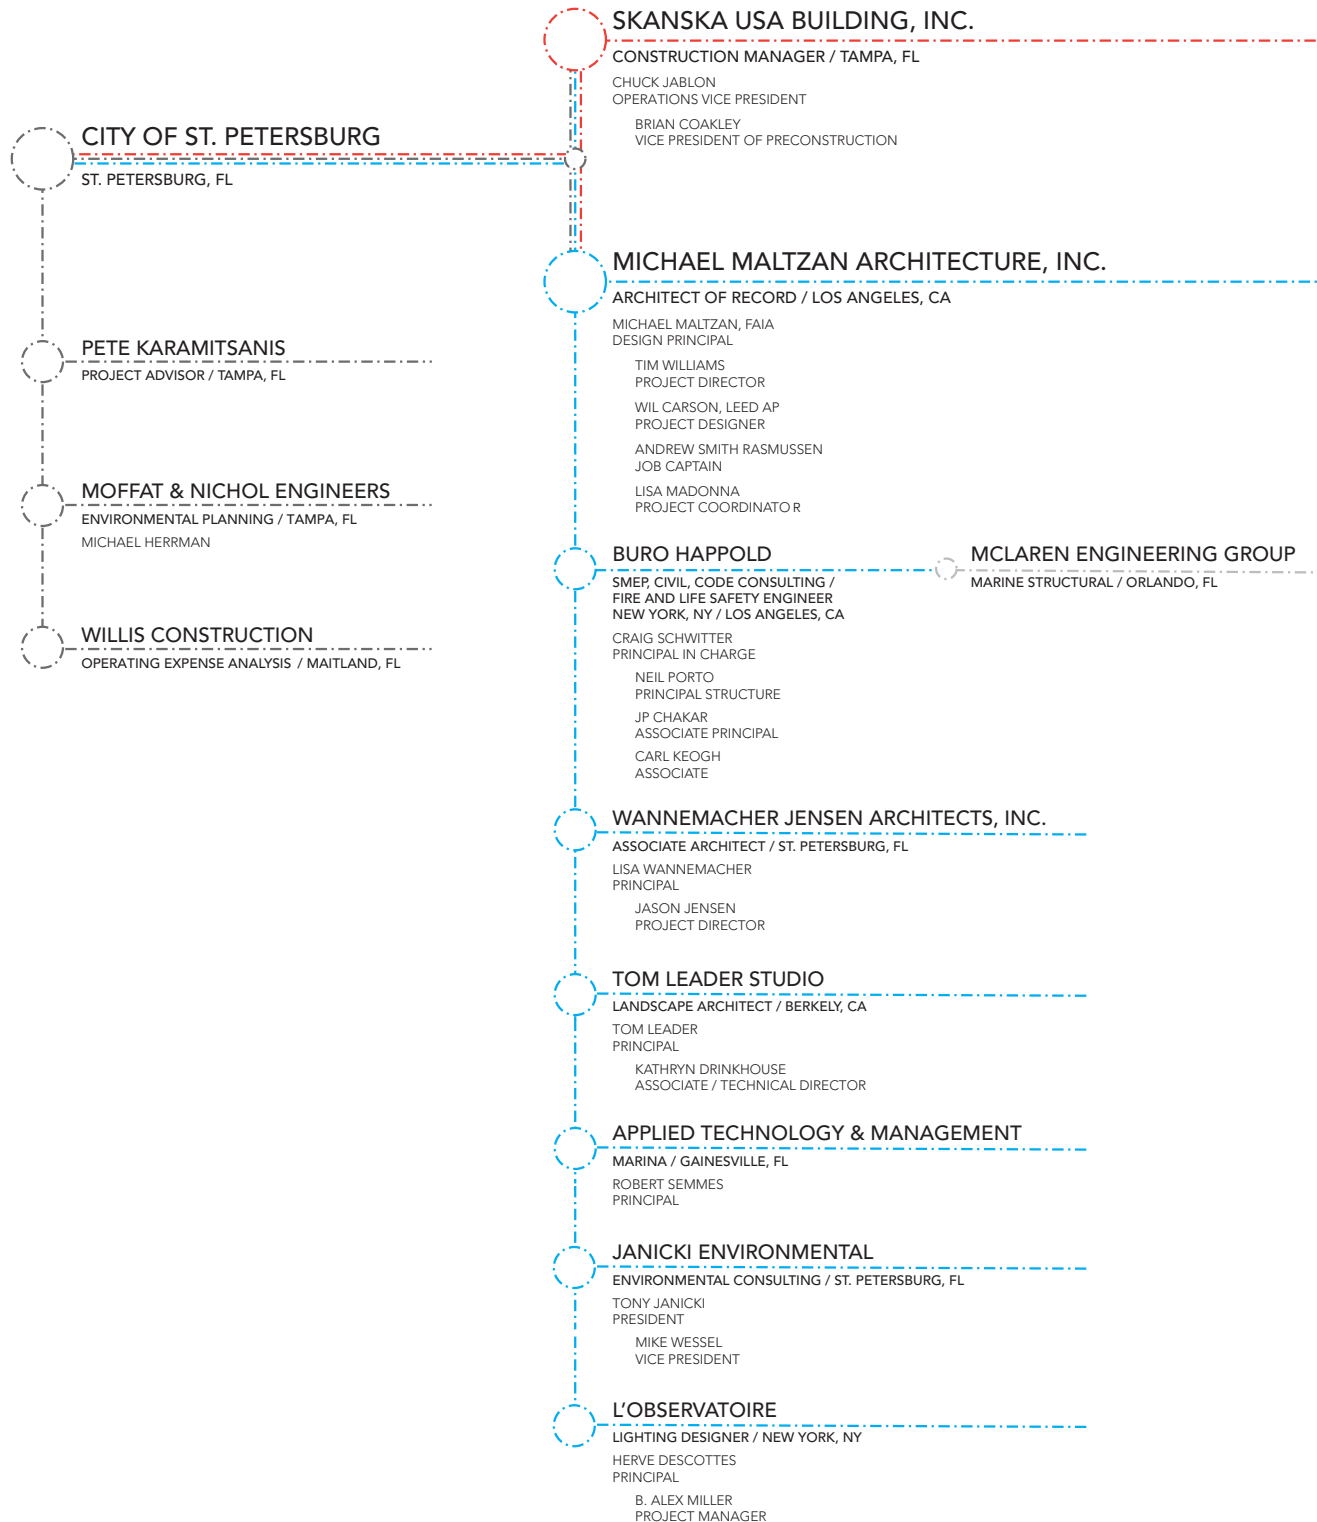 SKANSKA USA BUILDING, INC.
CONSTRUCTION MANAGER / TAMPA, FL
CHUCK JABLON
OPERATIONS VICE PRESIDENT
BRIAN COAKLEY
VICE PRESIDENT OF PRECONSTRUCTION
CITY OF ST. PETERSBURG
ST. PETERSBURG, FL
PETE KARAMITSANIS
PROJECT ADVISOR / TAMPA, FL
MOFFAT & NICHOL ENGINEERS
ENVIRONMENTAL PLANNING / TAMPA, FL
MICHAEL HERRMAN
WILLIS CONSTRUCTION
OPERATING EXPENSE ANALYSIS / MAITLAND, FL
MICHAEL MALTZAN ARCHITECTURE, INC.
ARCHITECT OF RECORD / LOS ANGELES, CA
MICHAEL MALTZAN, FAIA
DESIGN PRINCIPAL
TIM WILLIAMS
PROJECT DIRECTOR
WIL CARSON, LEED AP
PROJECT DESIGNER
ANDREW SMITH RASMUSSEN
JOB CAPTAIN
LISA MADONNA
PROJECT COORDINATOR
BURO HAPPOLD
SMEP, CIVIL, CODE CONSULTING /
FIRE AND LIFE SAFETY ENGINEER
NEW YORK, NY / LOS ANGELES, CA
CRAIG SCHWITTER
PRINCIPAL IN CHARGE
NEIL PORTO
PRINCIPAL STRUCTURE
JP CHAKAR
ASSOCIATE PRINCIPAL
CARL KEOGH
ASSOCIATE
MCLAREN ENGINEERING GROUP
MARINE STRUCTURAL / ORLANDO, FL
WANNEMACHER JENSEN ARCHITECTS, INC.
ASSOCIATE ARCHITECT / ST. PETERSBURG, FL
LISA WANNEMACHER
PRINCIPAL
JASON JENSEN
PROJECT DIRECTOR
TOM LEADER STUDIO
LANDSCAPE ARCHITECT / BERKELY, CA
TOM LEADER
PRINCIPAL
KATHRYN DRINKHOUSE
ASSOCIATE / TECHNICAL DIRECTOR
APPLIED TECHNOLOGY & MANAGEMENT
MARINA / GAINESVILLE, FL
ROBERT SEMMES
PRINCIPAL
JANICKI ENVIRONMENTAL
ENVIRONMENTAL CONSULTING / ST. PETERSBURG, FL
TONY JANICKI
PRESIDENT
MIKE WESSEL
VICE PRESIDENT
L'OBSERVATOIRE
LIGHTING DESIGNER / NEW YORK, NY
HERVE DESCOTTES
PRINCIPAL
B. ALEX MILLER
PROJECT MANAGER